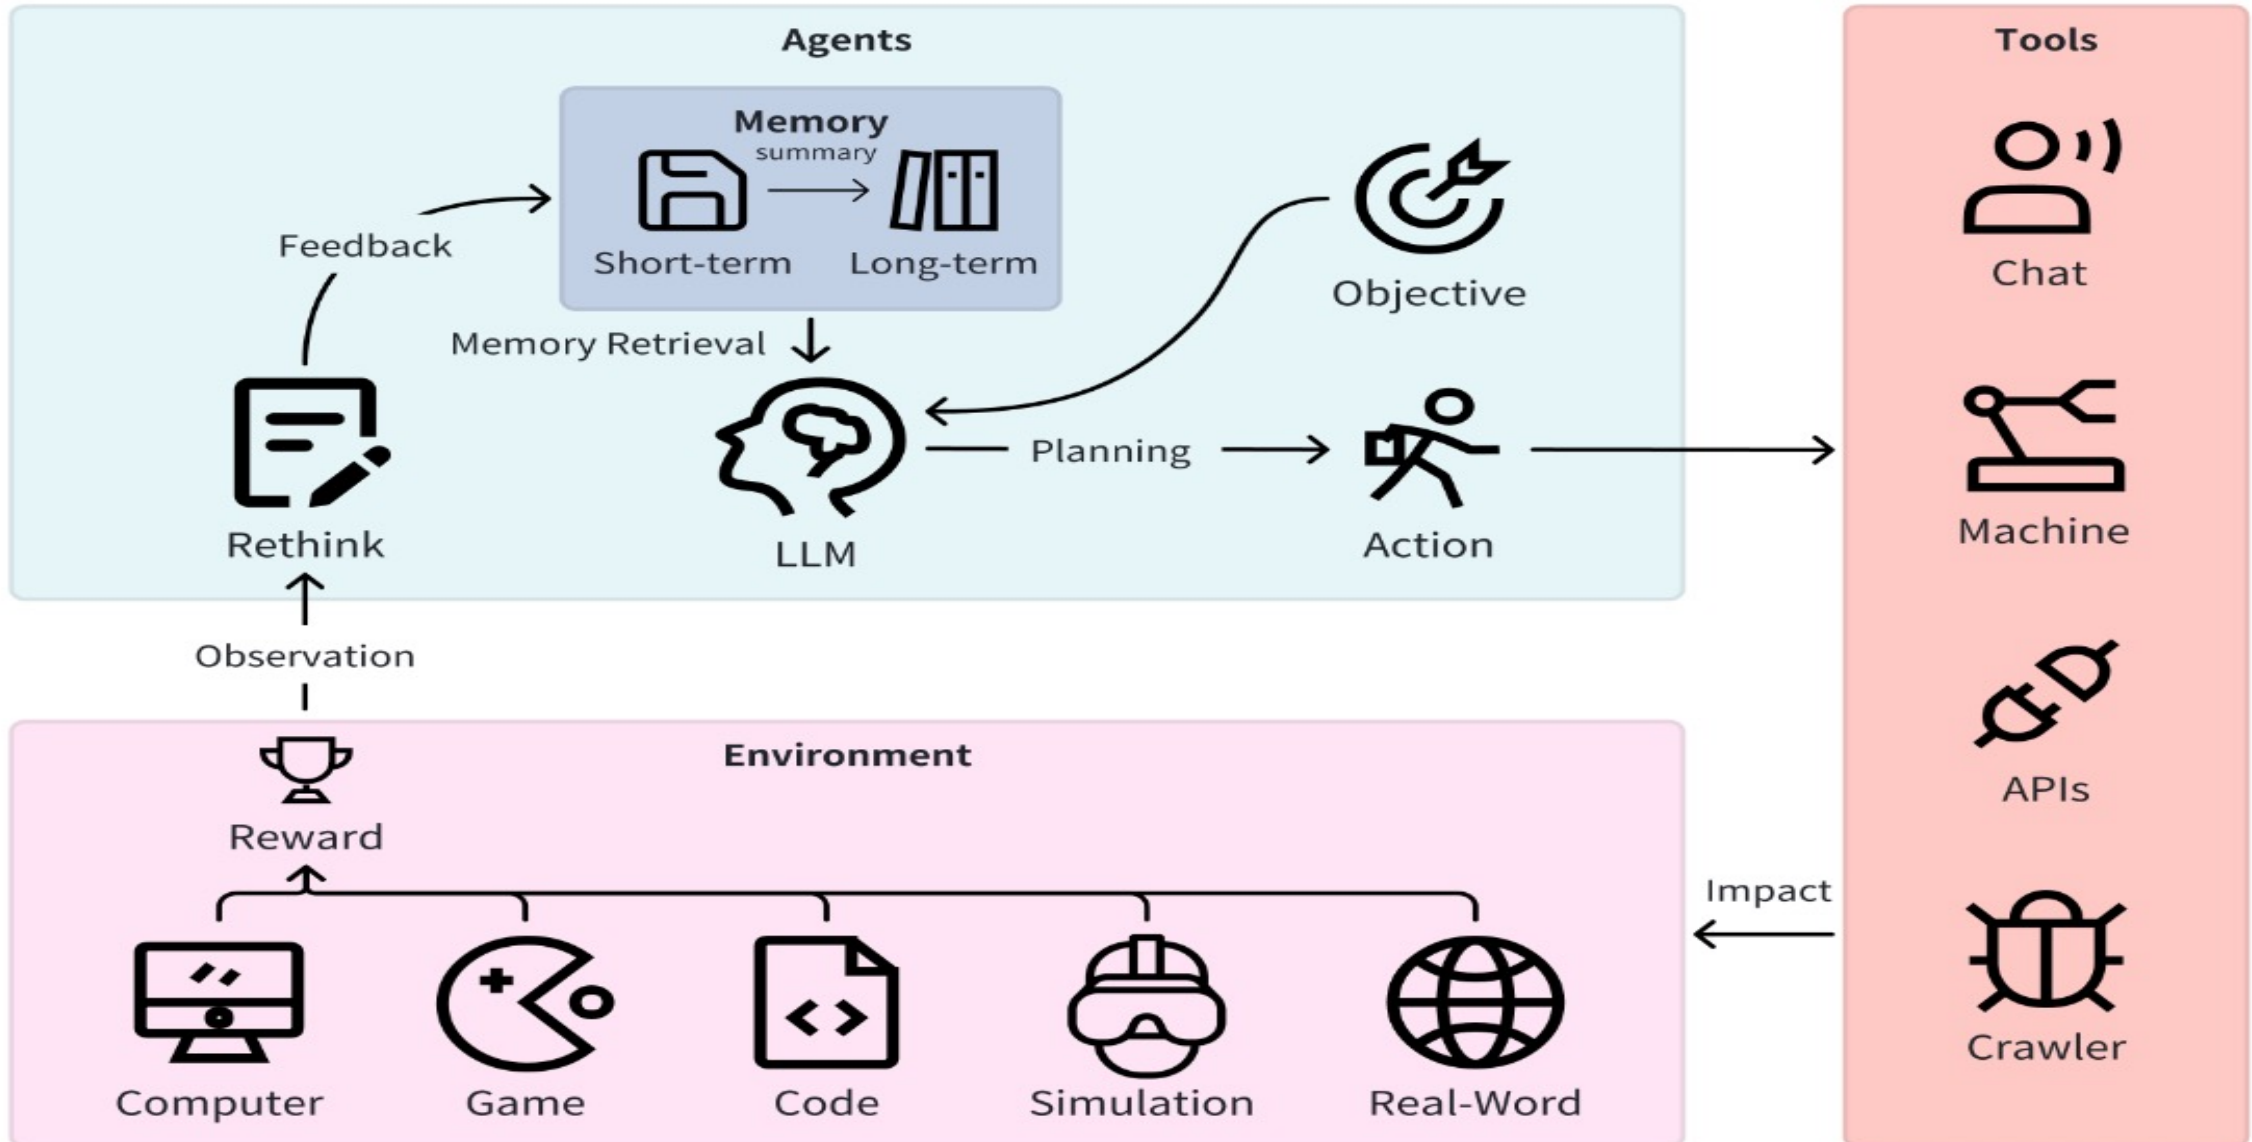 Agents
Memory
summary
Short-term
Long-term
Feedback
Memory Retrieval
Objective
Rethink
LLM
Planning
Action
Tools
Chat
Machine
APIs
Crawler
Impact
Observation
Environment
Reward
Computer
Game
Code
Simulation
Real-Word